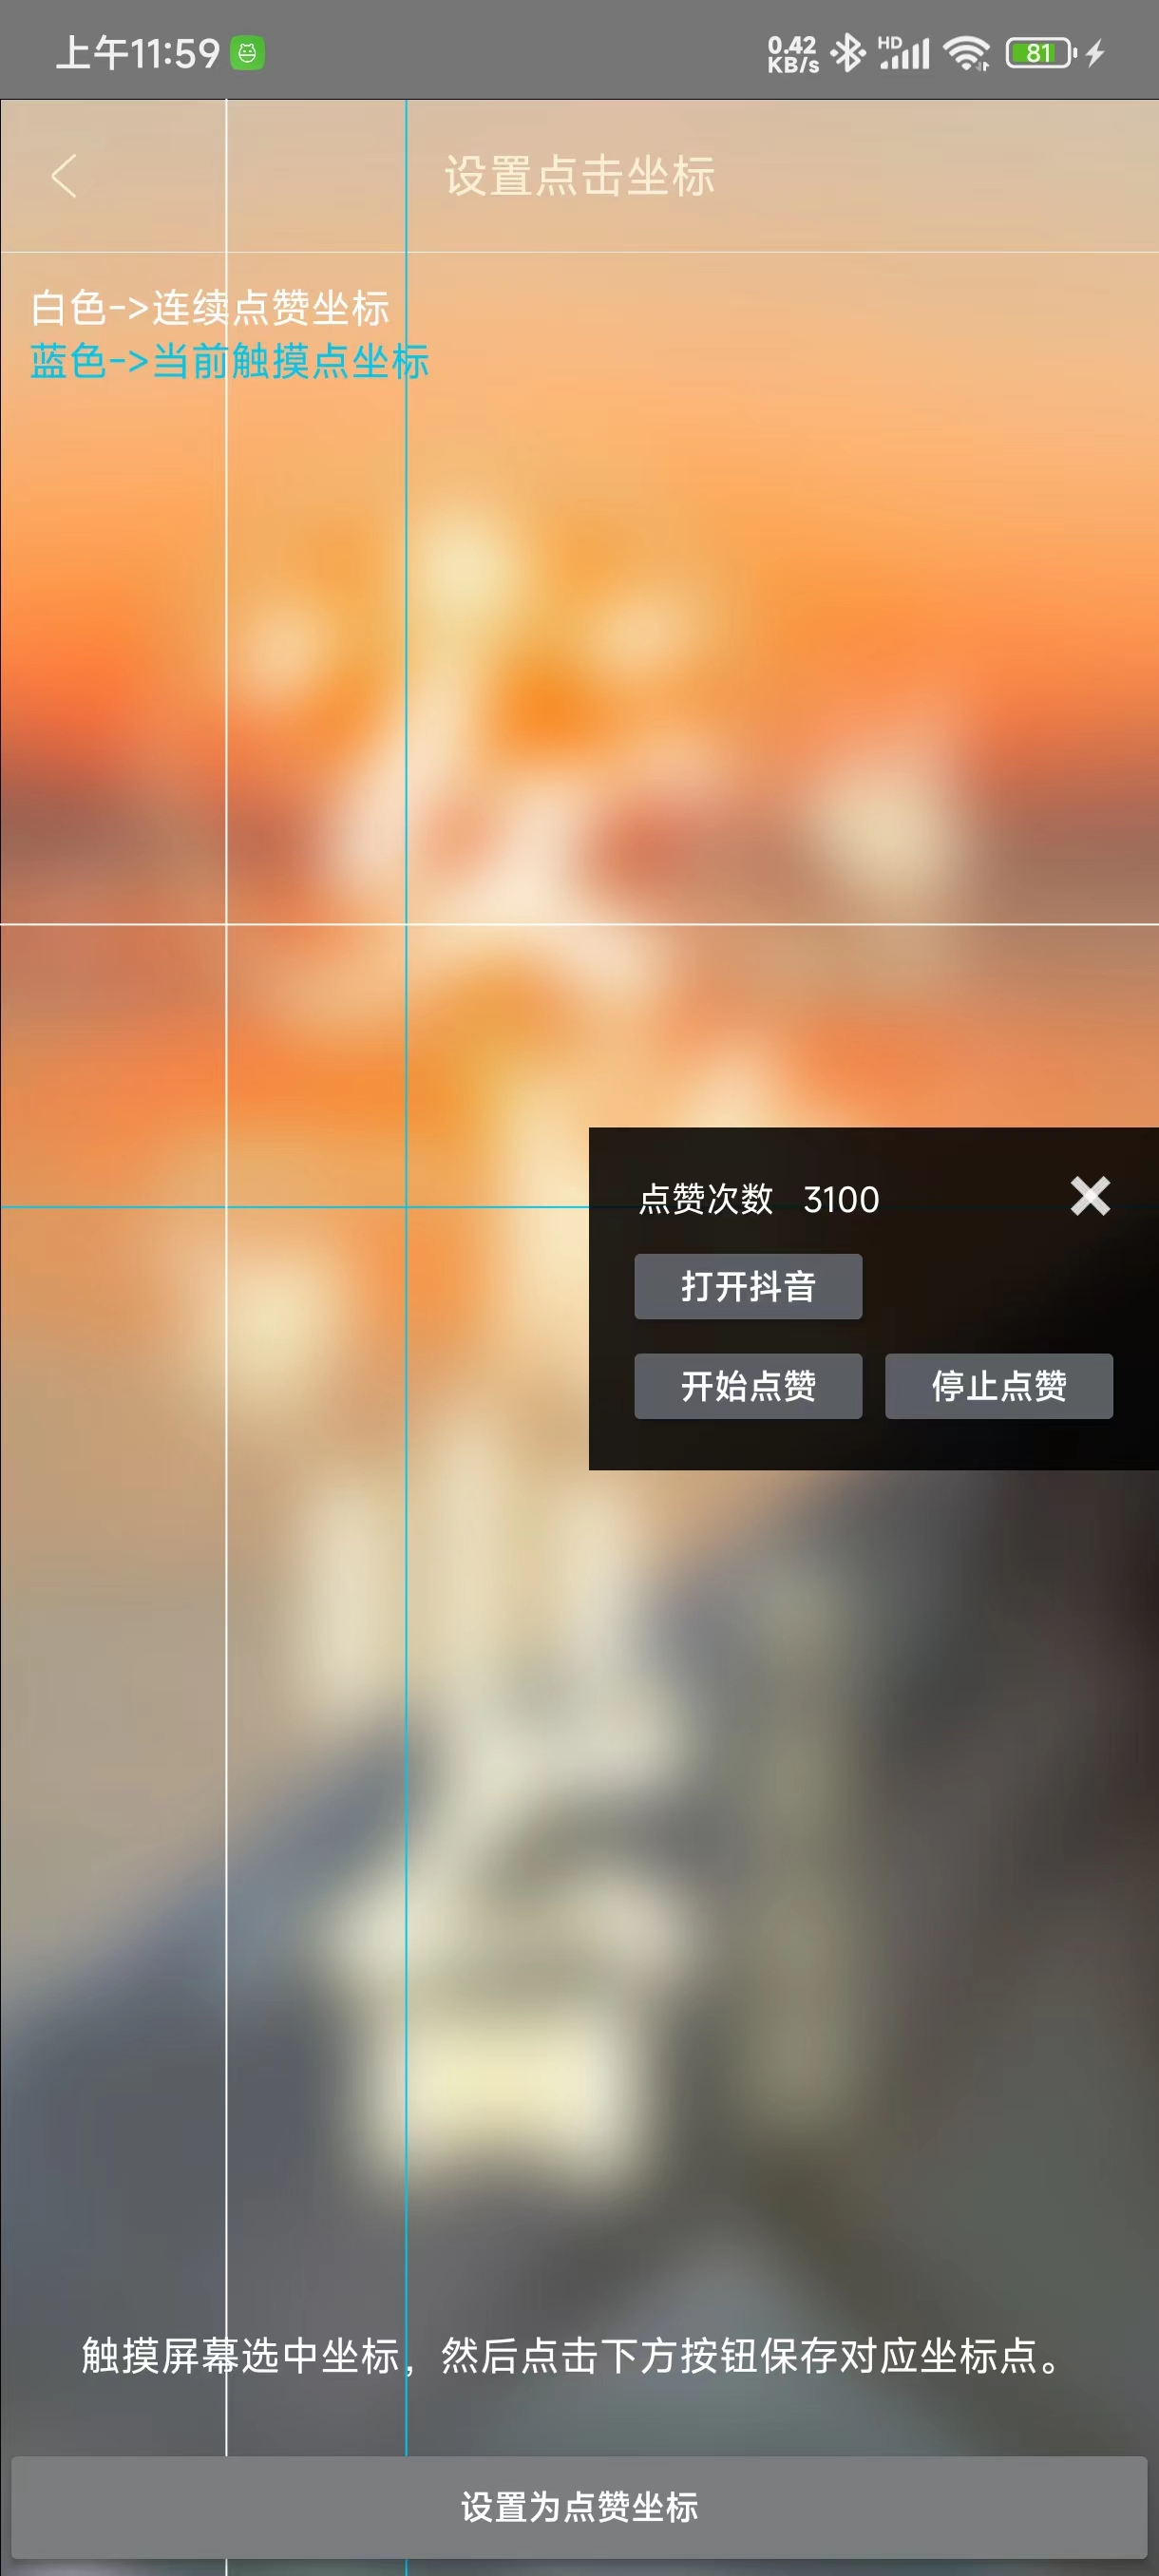 上午11:59
0.42
KB/s
HD
81
设置点击坐标
白色->连续点赞坐标
蓝色->当前触摸点坐标
点赞次数 3100
打开抖音
开始点赞 停止点赞
触摸屏幕选中坐标，然后点击下方按钮保存对应坐标点。
设置为点赞坐标